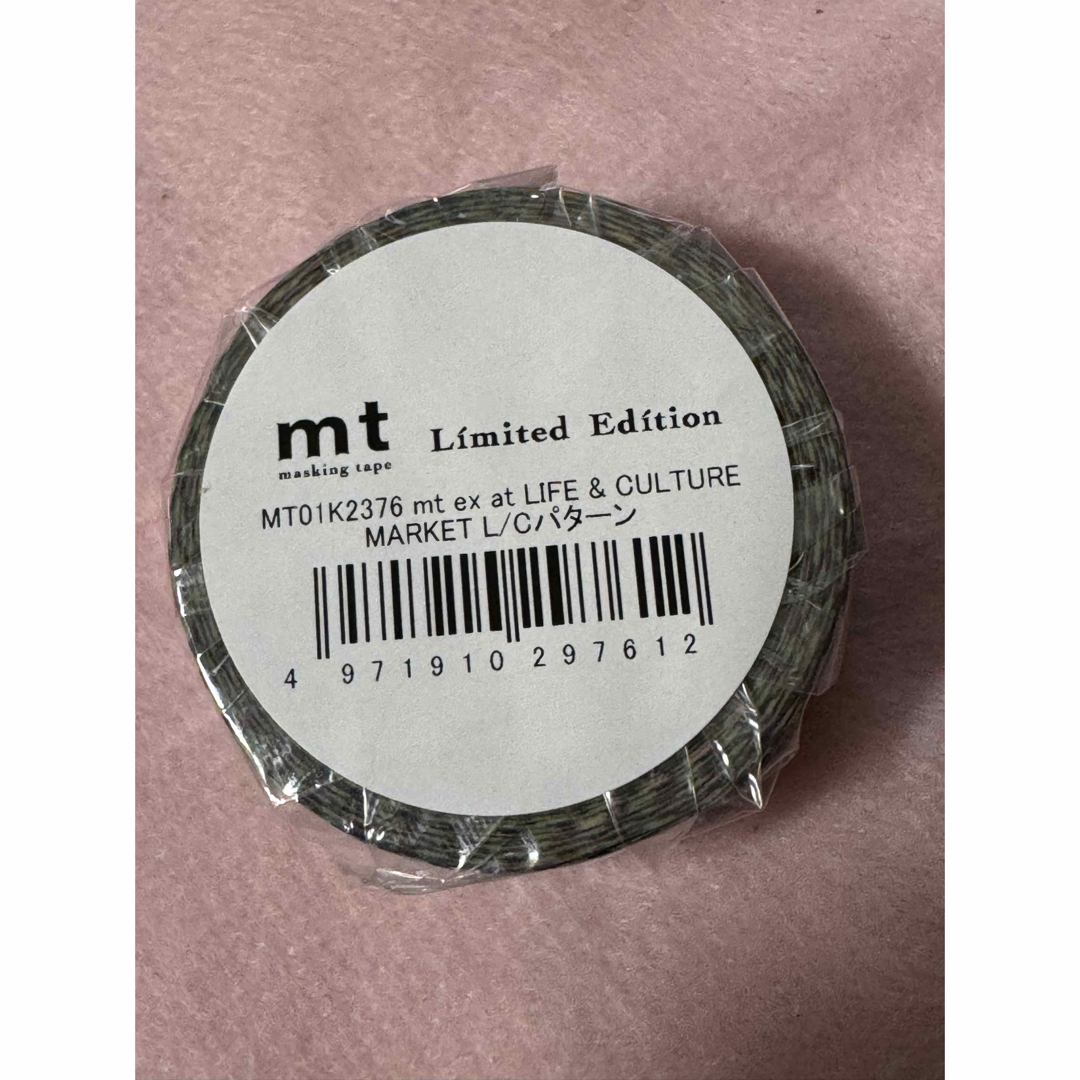 mt Límited Edítion
masking tape
MT01K2376 mt ex at LIFE & CULTURE
MARKET L/Cパターン
4 971910 297612